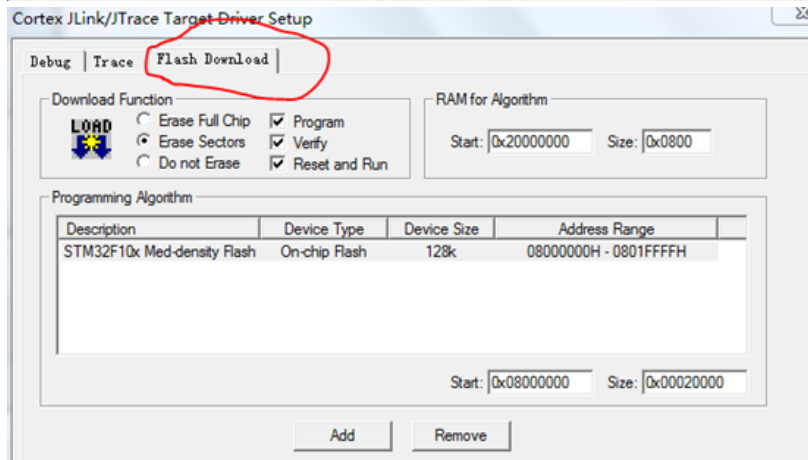 Cortex JLink/JTrace Target Driver Setup
Debug Trace Flash Download
Download Function
LOAD
Erase Full Chip
Erase Sectors
Do not Erase
Program
Verify
Reset and Run
RAM for Algorithm
Start: 0x20000000 Size: 0x0800
Programming Algorithm
Description Device Type Device Size Address Range
STM32F10x Med-density Flash On-chip Flash 128k 08000000H - 0801FFFFH
Start: 0x08000000 Size: 0x00020000
Add Remove